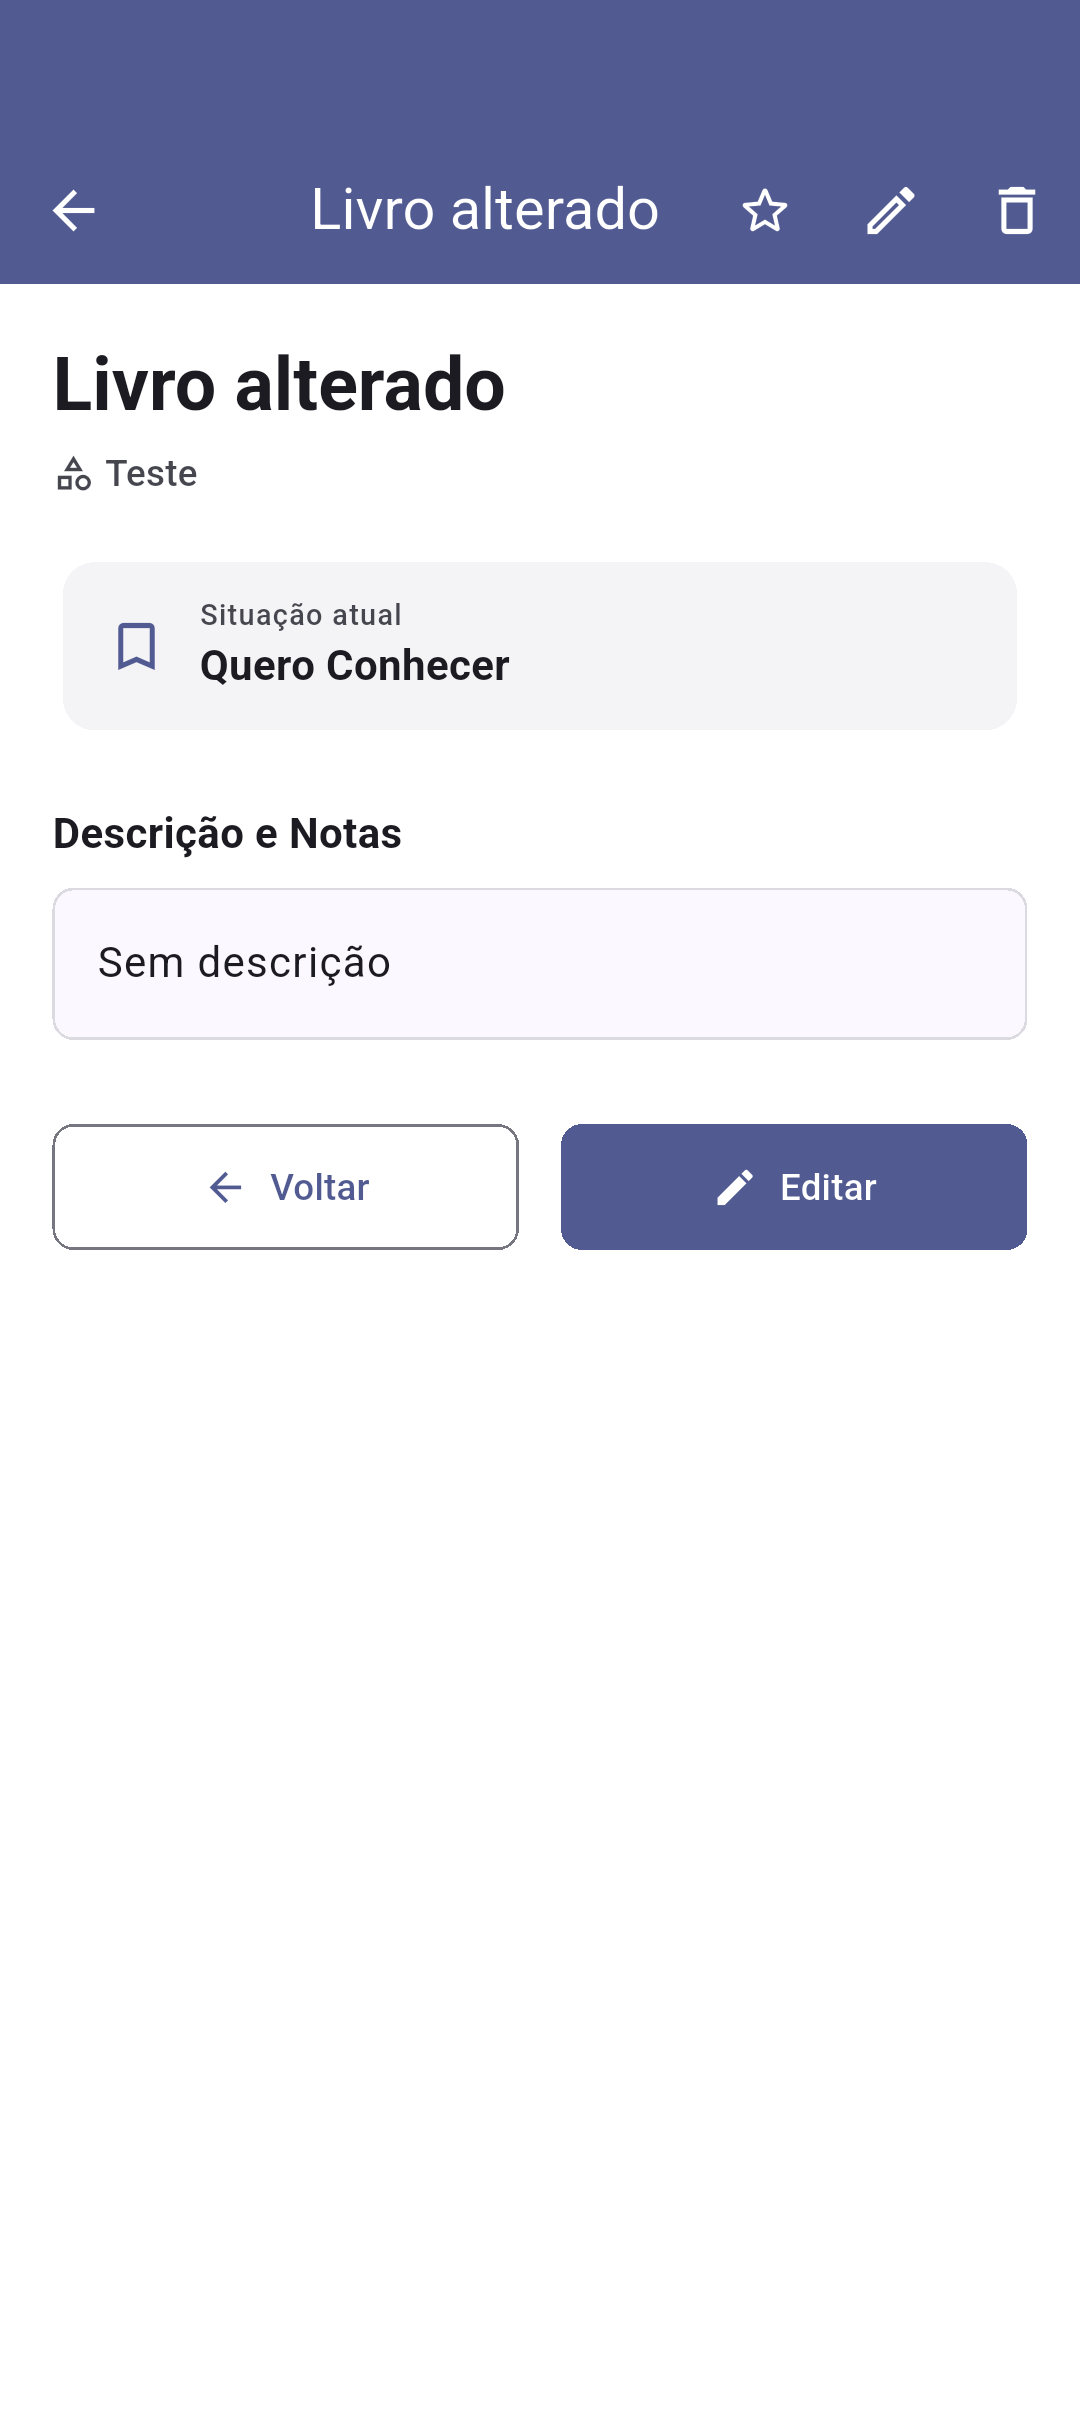 Livro alterado
Livro alterado
Teste
Situação atual
Quero Conhecer
Descrição e Notas
Sem descrição
Voltar
Editar